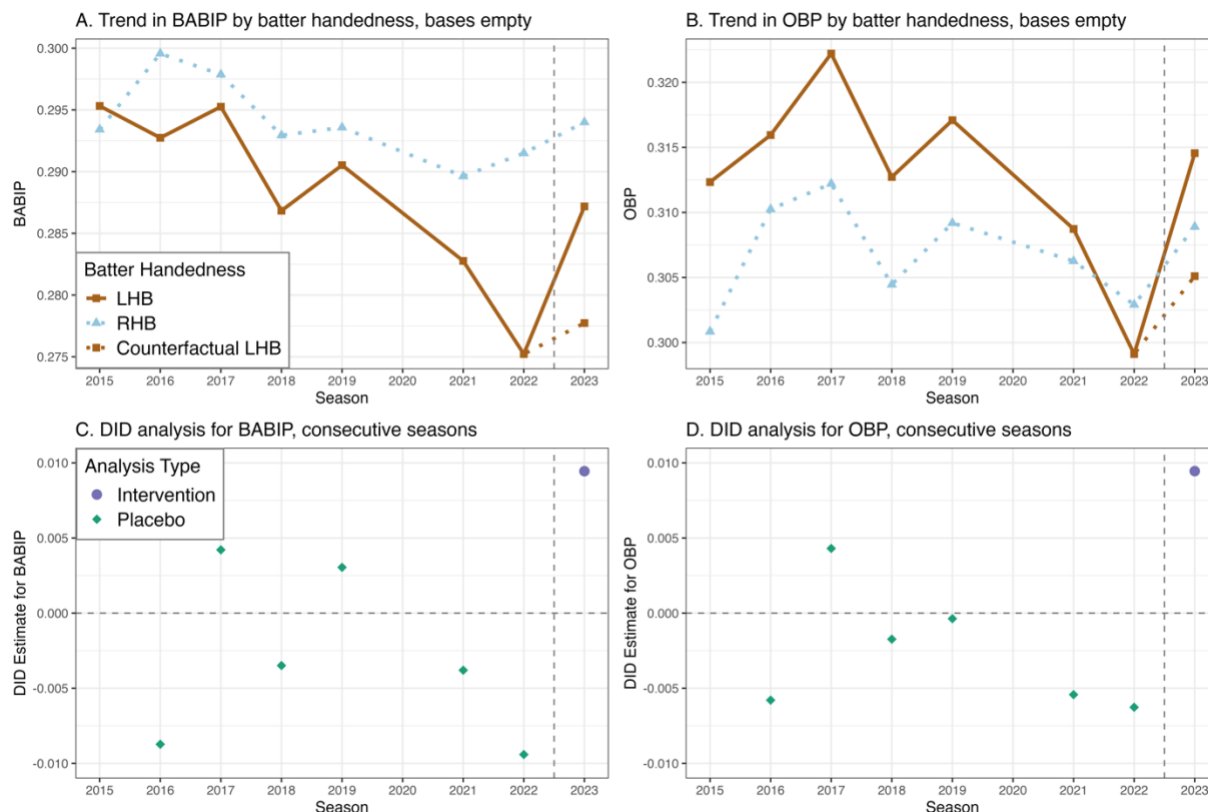 A. Trend in BABIP by batter handedness, bases empty
0.300
0.295
0.290
0.285
0.280
0.275
BABIP
Batter Handedness
LHB
RHB
Counterfactual LHB
2015 2016 2017 2018 2019 2020 2021 2022 2023
Season
B. Trend in OBP by batter handedness, bases empty
0.320
0.315
0.310
0.305
0.300
OBP
2015 2016 2017 2018 2019 2020 2021 2022 2023
Season
C. DID analysis for BABIP, consecutive seasons
0.010
0.005
0.000
-0.005
-0.010
DID Estimate for BABIP
Analysis Type
Intervention
Placebo
2015 2016 2017 2018 2019 2020 2021 2022 2023
Season
D. DID analysis for OBP, consecutive seasons
0.010
0.005
0.000
-0.005
-0.010
DID Estimate for OBP
2015 2016 2017 2018 2019 2020 2021 2022 2023
Season